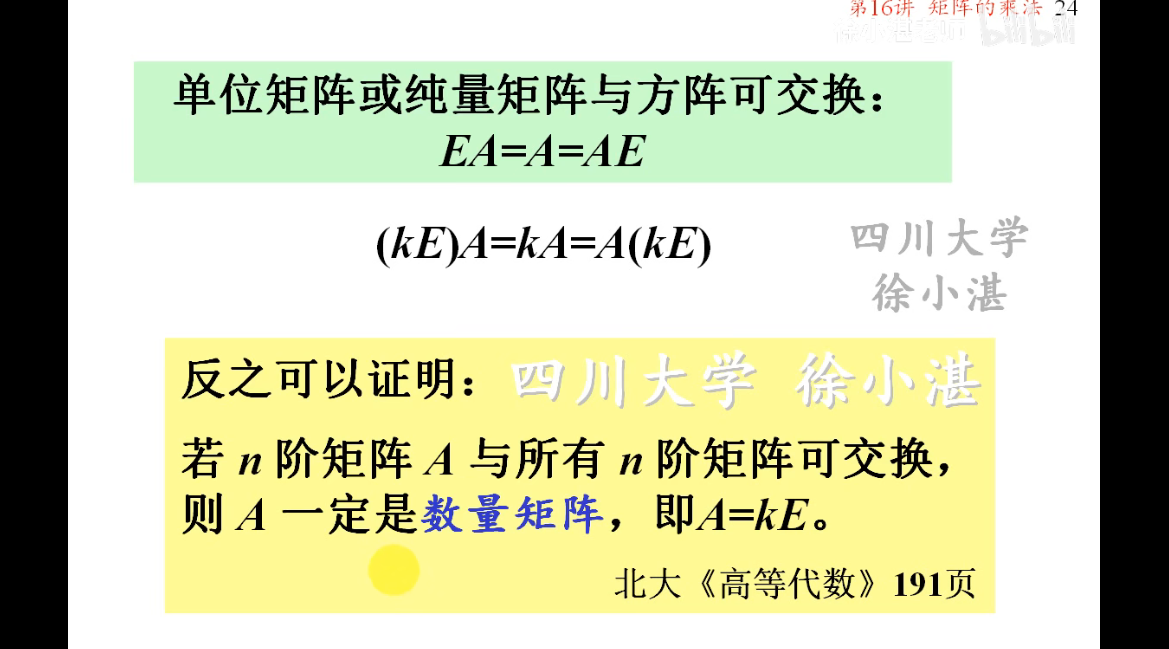 第16讲 矩阵的乘法 24
单位矩阵或纯量矩阵与方阵可交换：
EA=A=AE
(kE)A=kA=A(kE)
四川大学
徐小湛
反之可以证明：
四川大学 徐小湛
若 n 阶矩阵 A 与所有 n 阶矩阵可交换，
则 A 一定是数量矩阵，即A=kE。
北大《高等代数》191页